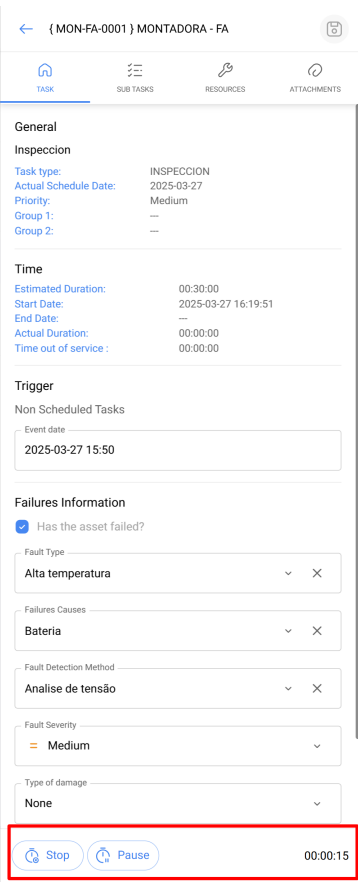 { MON-FA-0001 } MONTADORA - FA
TASK SUB TASKS RESOURCES ATTACHMENTS
General
Inspeccion
Task type: INSPECCION
Actual Schedule Date: 2025-03-27
Priority: Medium
Group 1: ---
Group 2: ---
Time
Estimated Duration: 00:30:00
Start Date: 2025-03-27 16:19:51
End Date: ---
Actual Duration: 00:00:00
Time out of service : 00:00:00
Trigger
Non Scheduled Tasks
Event date
2025-03-27 15:50
Failures Information
Has the asset failed?
Fault Type
Alta temperatura
Failures Causes
Bateria
Fault Detection Method
Analise de tensão
Fault Severity
Medium
Type of damage
None
Stop Pause 00:00:15